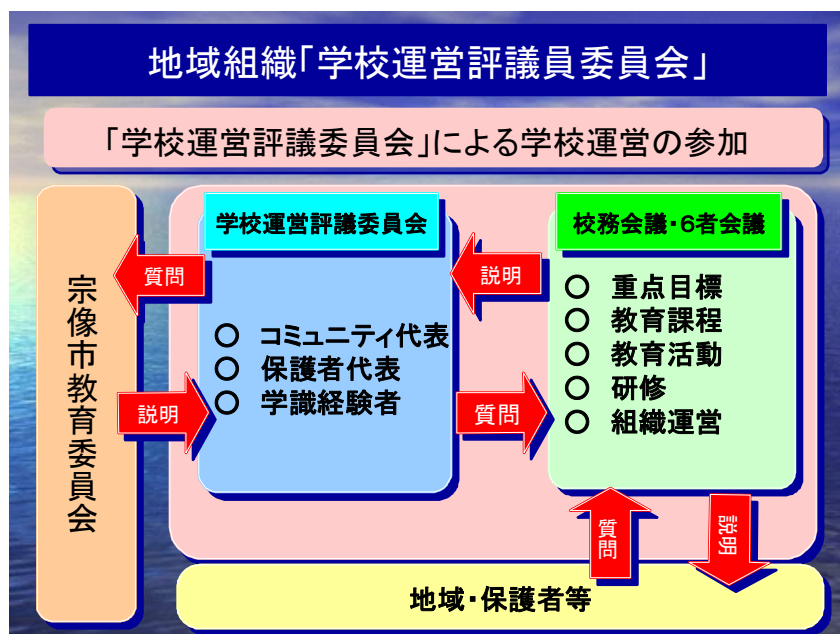 地域組織「学校運営評議員委員会」
「学校運営評議委員会」による学校運営の参加
宗像市教育委員会
質問
説明
学校運営評議委員会
○ コミュニティ代表
○ 保護者代表
○ 学識経験者
説明
質問
校務会議・6者会議
○ 重点目標
○ 教育課程
○ 教育活動
○ 研修
○ 組織運営
質問
説明
地域・保護者等